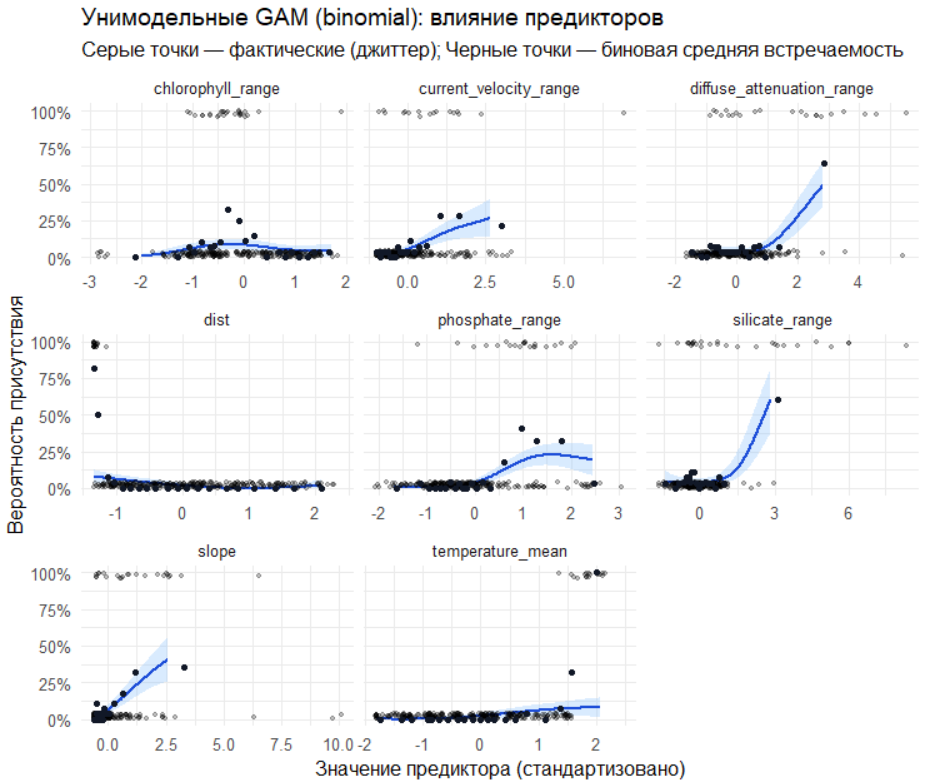 Унимодельные GAM (binomial): влияние предикторов
Серые точки — фактические (джиттер); Черные точки — биновая средняя встречаемость
chlorophyll_range current_velocity_range diffuse_attenuation_range
100%
75%
50%
25%
0%
-3 -2 -1 0 1 2 0.0 2.5 5.0 -2 0 2 4
dist phosphate_range silicate_range
100%
75%
50%
25%
0%
-1 0 1 2 -2 -1 0 1 2 3 0 3 6
slope temperature_mean
100%
75%
50%
25%
0%
0.0 2.5 5.0 7.5 10.0 -2 -1 0 1 2
Вероятность присутствия
Значение предиктора (стандартизовано)